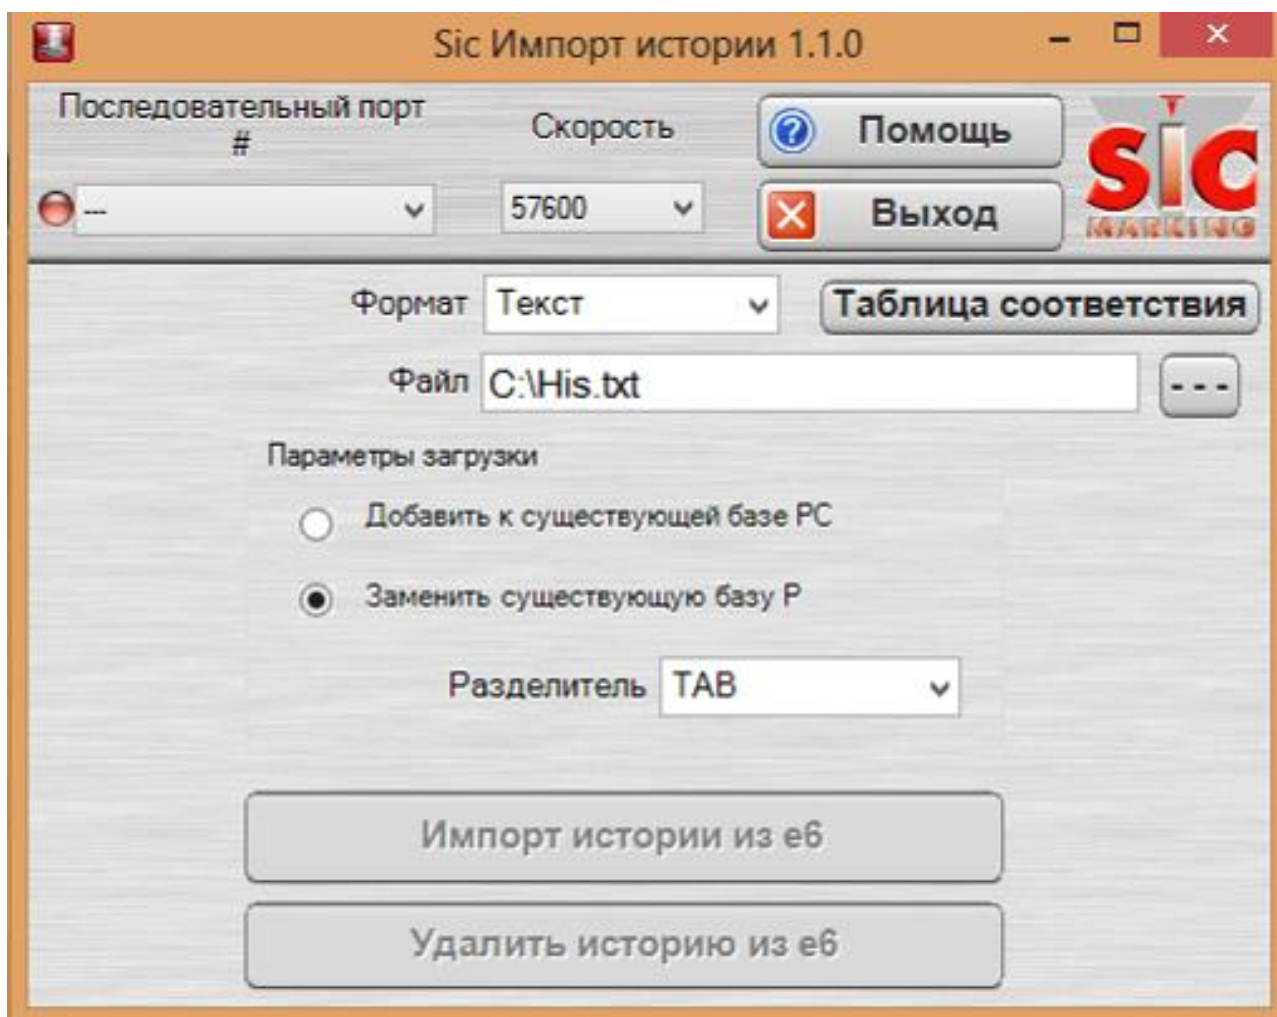 Sic Импорт истории 1.1.0
Последовательный порт
#
Скорость
Помощь
---
57600
Выход
SIC
MARKING
Формат Текст Таблица соответствия
Файл C:\His.txt ---
Параметры загрузки
Добавить к существующей базе PC
Заменить существующую базу P
Разделитель TAB
Импорт истории из e6
Удалить историю из e6